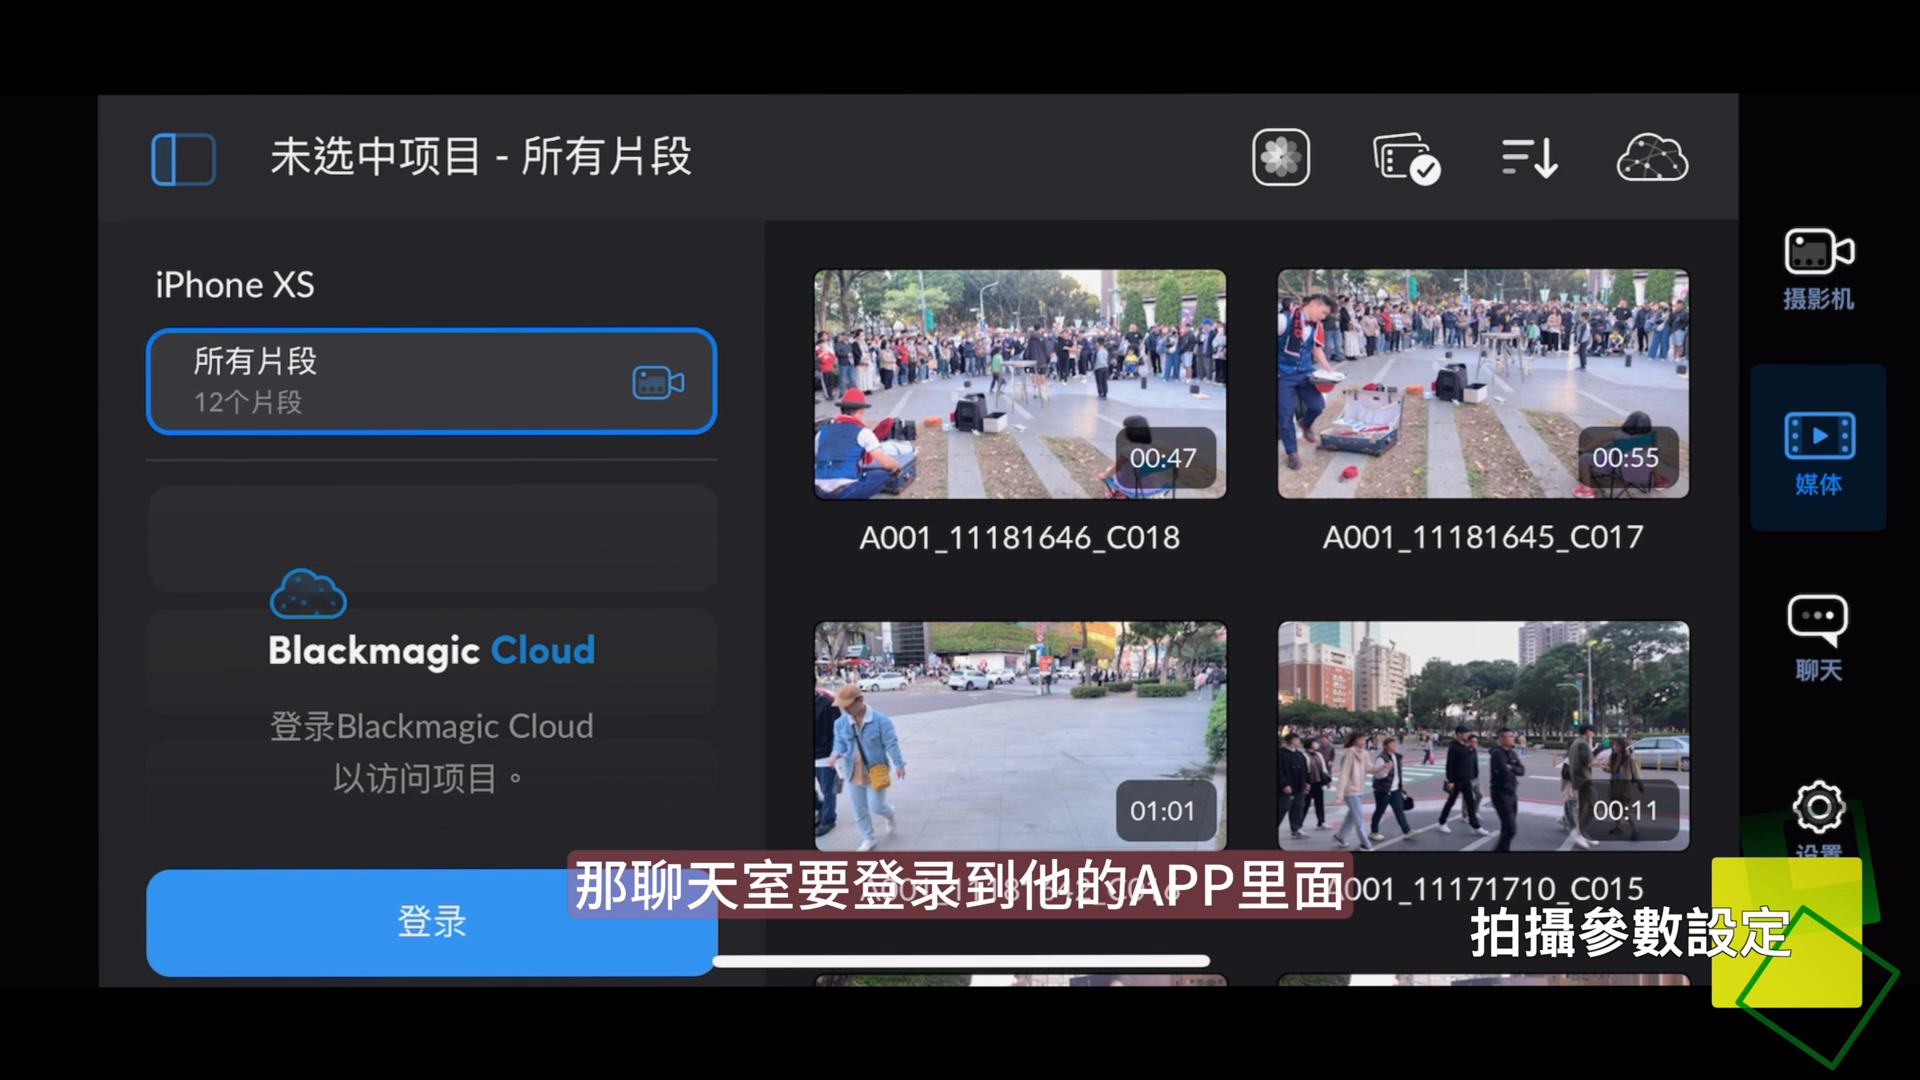 未选中项目 - 所有片段
iPhone XS
所有片段
12个片段
Blackmagic Cloud
登录Blackmagic Cloud
以访问项目。
登录
00:47
A001_11181646_C018
00:55
A001_11181645_C017
01:01
00:11
A001_11171710_C015
摄影机
媒体
聊天
设置
那聊天室要登录到他的APP里面
拍攝參數設定